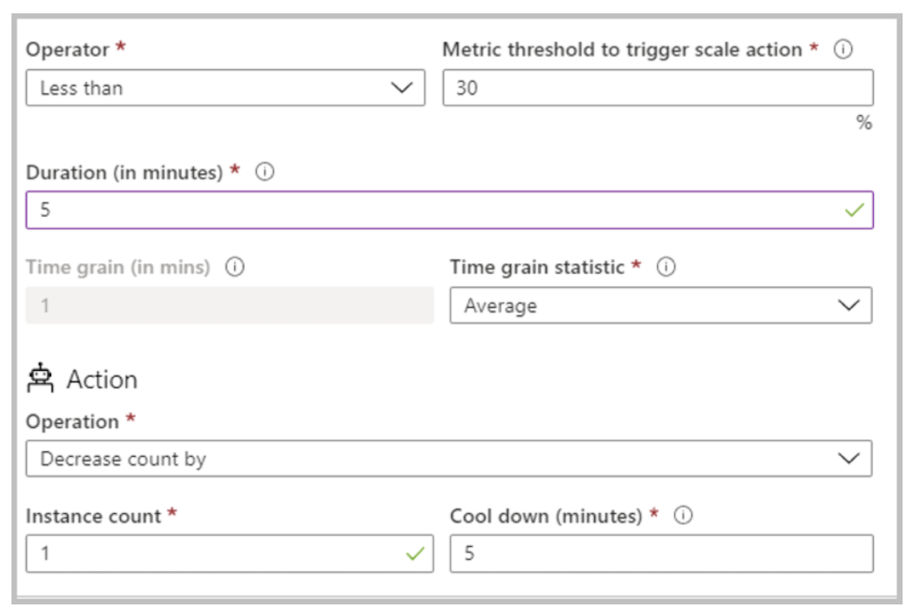 Operator * Metric threshold to trigger scale action *
Less than 30
%
Duration (in minutes) *
5
Time grain (in mins) Time grain statistic *
1 Average
Action
Operation *
Decrease count by
Instance count * Cool down (minutes) *
1 5